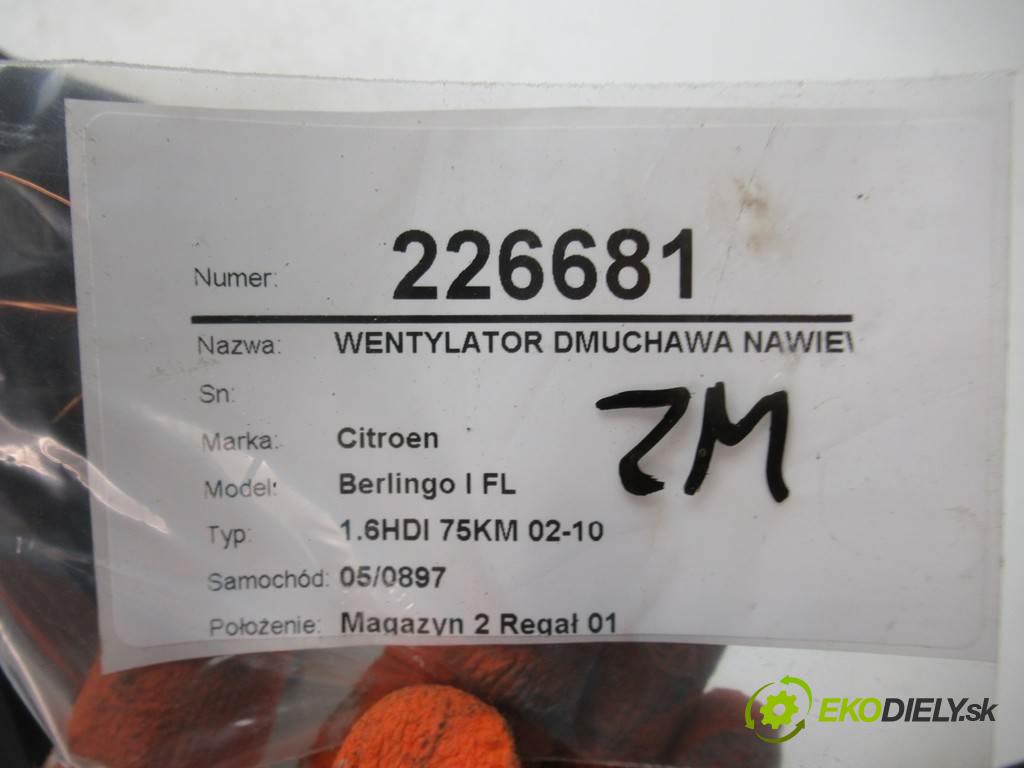 Numer: 226681
Nazwa: WENTYLATOR DMUCHAWA
Sn:
Marka: Citroen
Model: Berlingo I FL
Typ: 1.6HDI 75KM 02-10
Samochód: 05/0897
Położenie: Magazyn 2 Regał 01
ZM
EKODIELY.sk